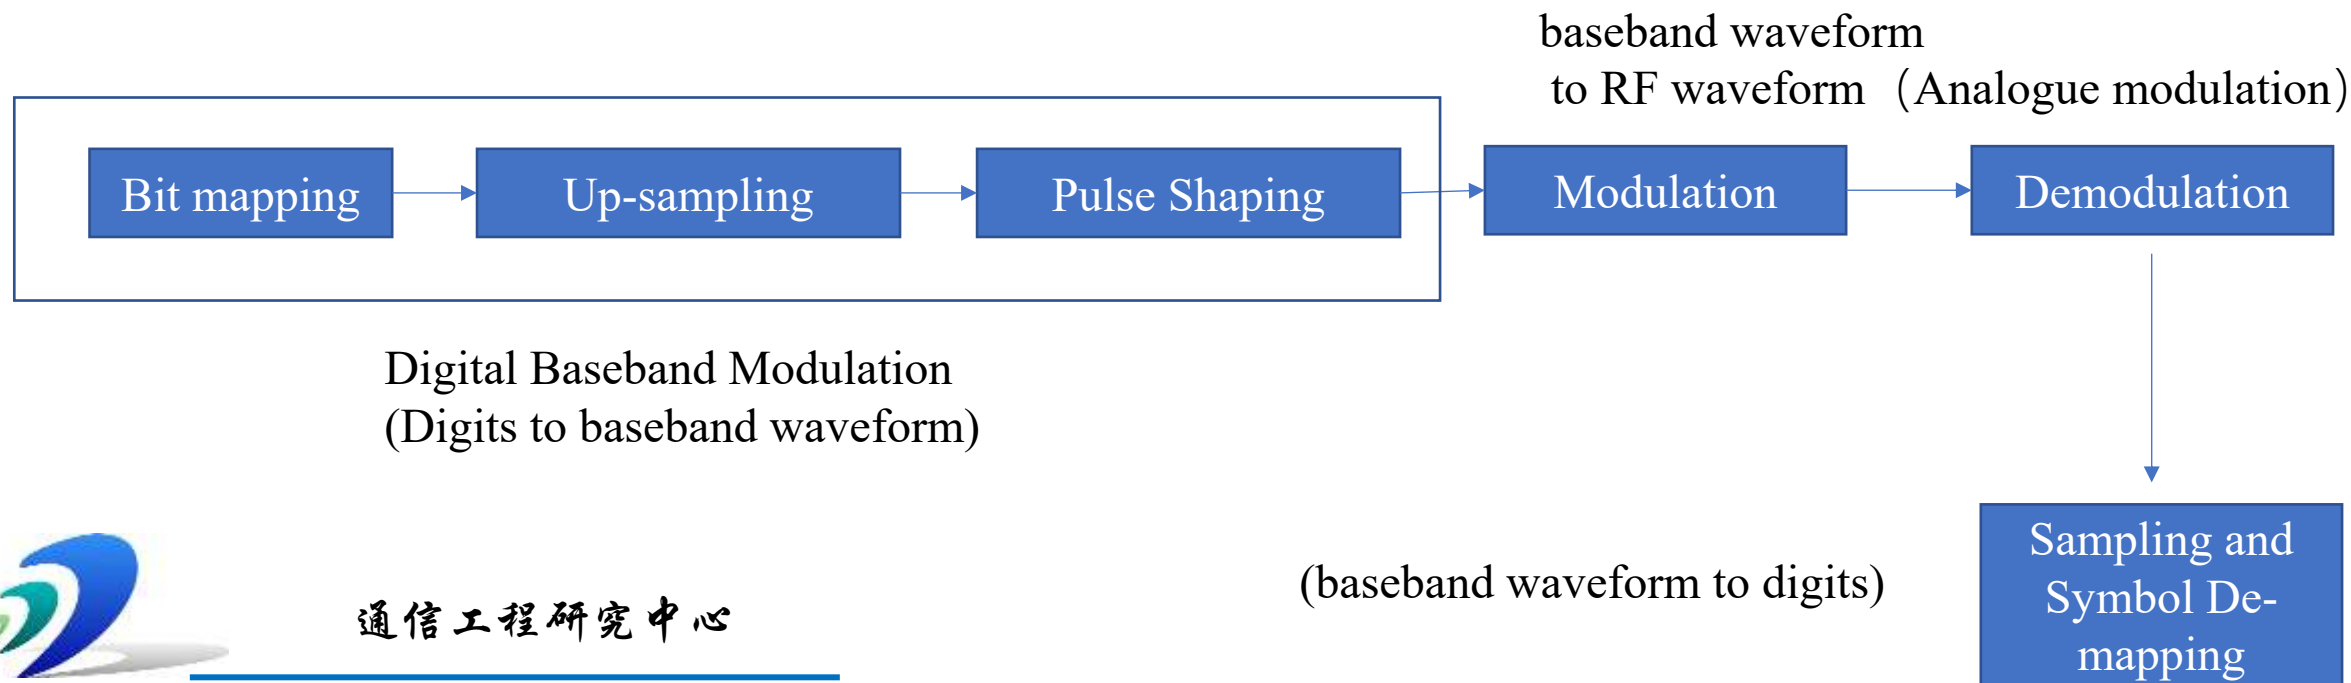 baseband waveform
to RF waveform（Analogue modulation）
Bit mapping
Up-sampling
Pulse Shaping
Modulation
Demodulation
Digital Baseband Modulation
(Digits to baseband waveform)
(baseband waveform to digits)
Sampling and
Symbol De-
mapping
通信工程研究中心